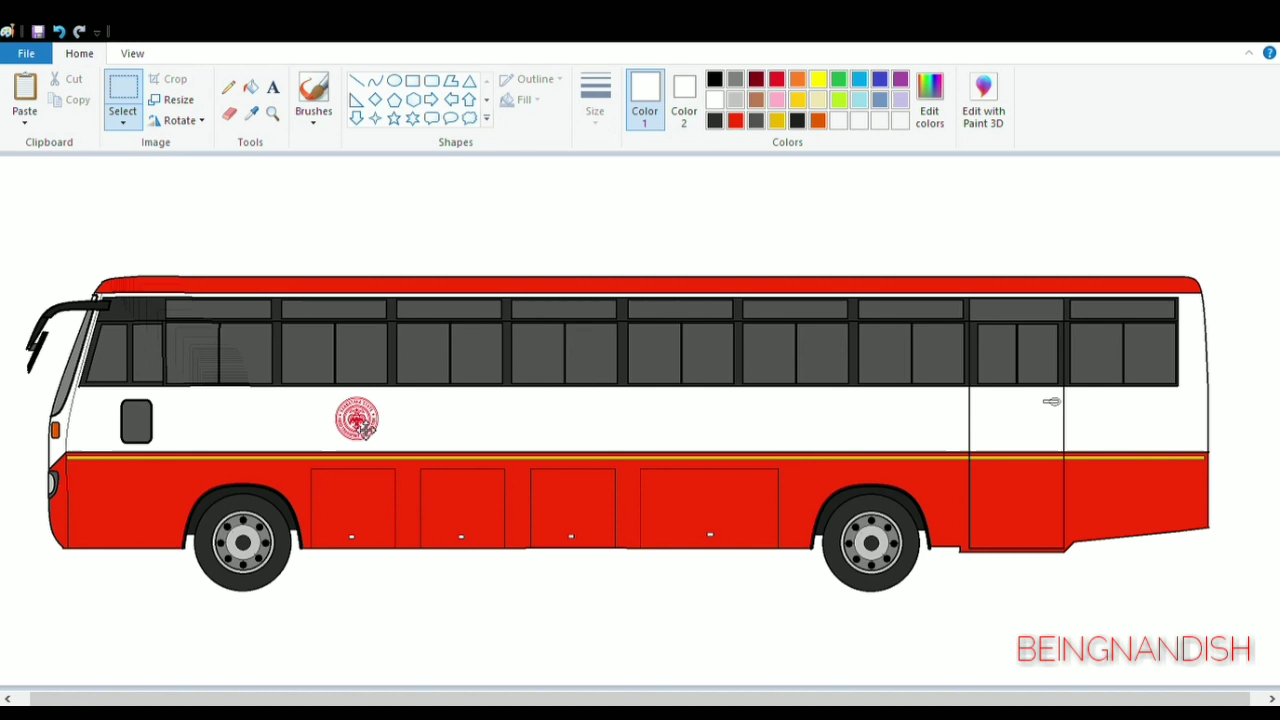 File Home View
Paste
Cut
Copy
Clipboard
Select
Crop
Resize
Rotate
Image
Tools
Brushes
Shapes
Outline
Fill
Size
Color 1
Color 2
Edit colors
Colors
Edit with Paint 3D
BEINGNANDISH